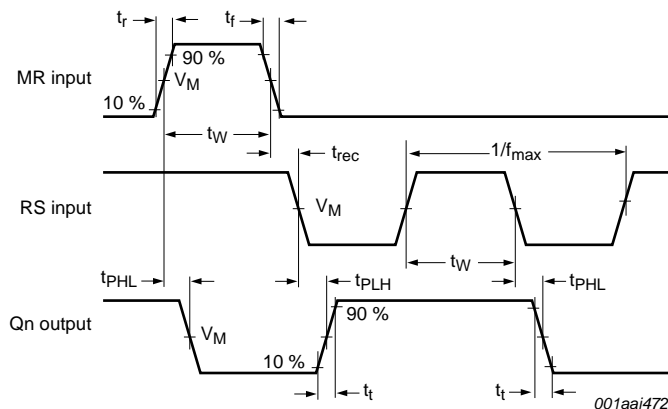 tr
tf
90 %
MR input
VM
10 %
tW
trec
1/fmax
RS input
VM
tW
tPHL
tPLH
tPHL
90 %
Qn output
VM
10 %
tt
tt
001aaj472